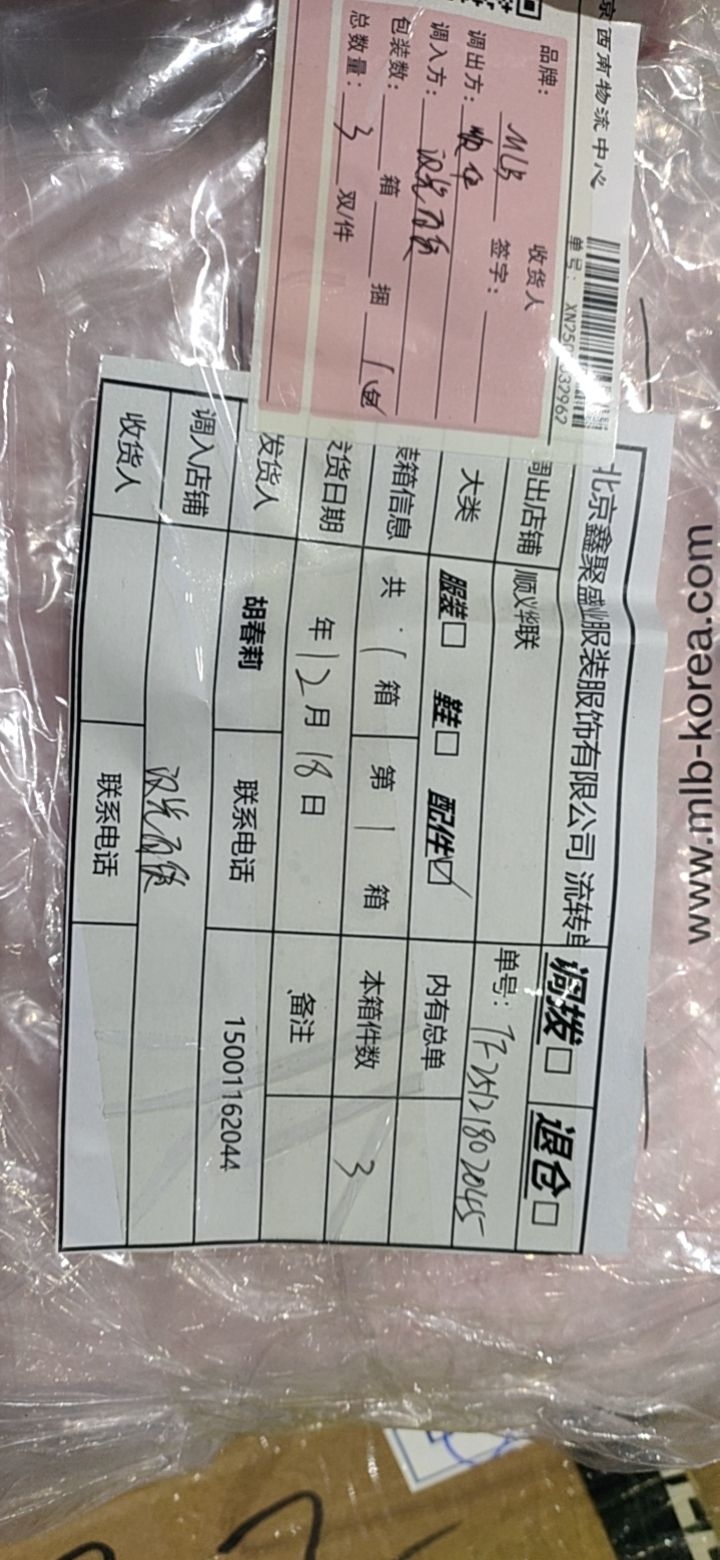 京西南物流中心
单号: XN25
32962
品牌: MLB
收货人
签字:
调出方: 顺华
调入方: 汉光百货
包装数: 箱 捆 1包
总数量: 3 双/件
www.mlb-korea.com
北京鑫聚盛业服装服饰有限公司 流转单
调拨□ 退仓□
调出店铺 顺义华联 单号: TF25121802045
大类 服装□ 鞋□ 配件☑ 内有总单
装箱信息 共 1 箱 第 1 箱 本箱件数 3
发货日期 年 12 月 18 日 备注
发货人 胡春莉 联系电话 15001162044
调入店铺 汉光百货
收货人 联系电话